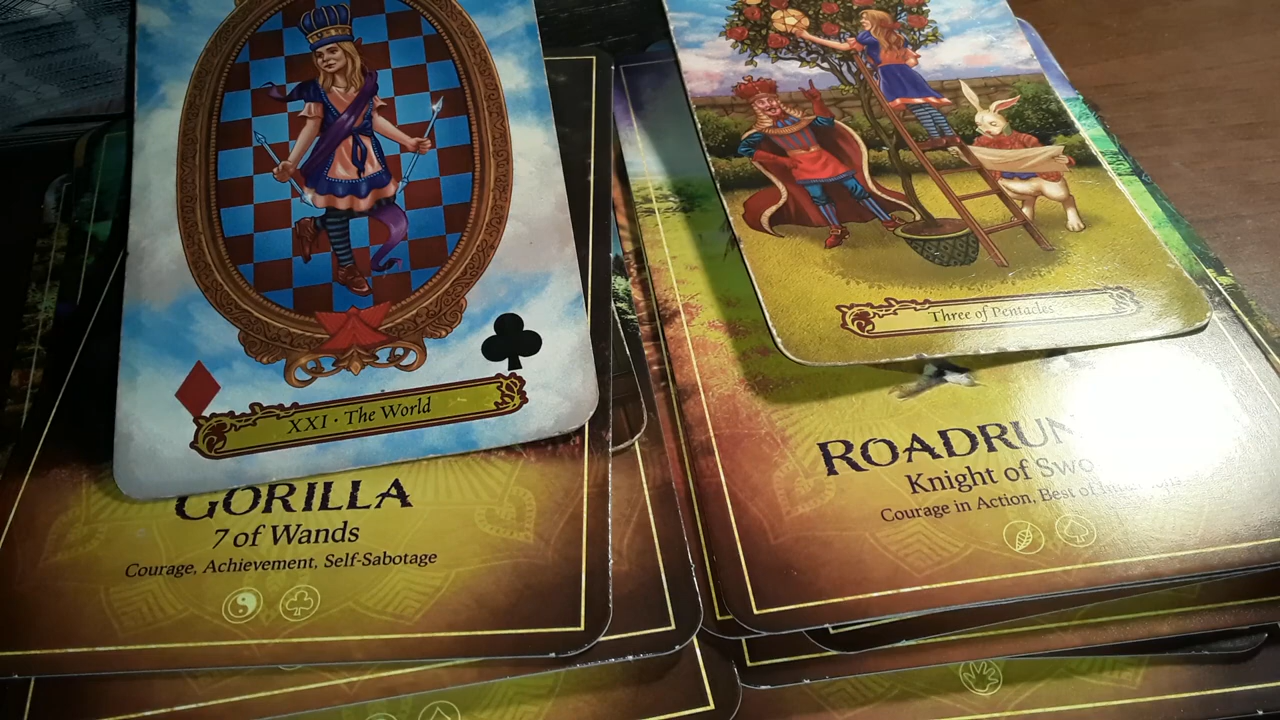 XXI · The World
GORILLA
7 of Wands
Courage, Achievement, Self-Sabotage
Three of Pentacles
ROADRUN
Knight of Swo
Courage in Action, Best of